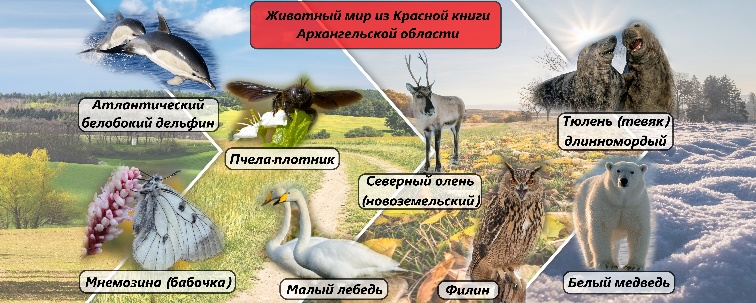 Животный мир из Красной книги
Архангельской области
Атлантический
белобокий дельфин
Пчела-плотник
Северный олень
(новоземельский)
Тюлень (тевяк)
длинномордый
Мнемозина (бабочка)
Малый лебедь
Филин
Белый медведь